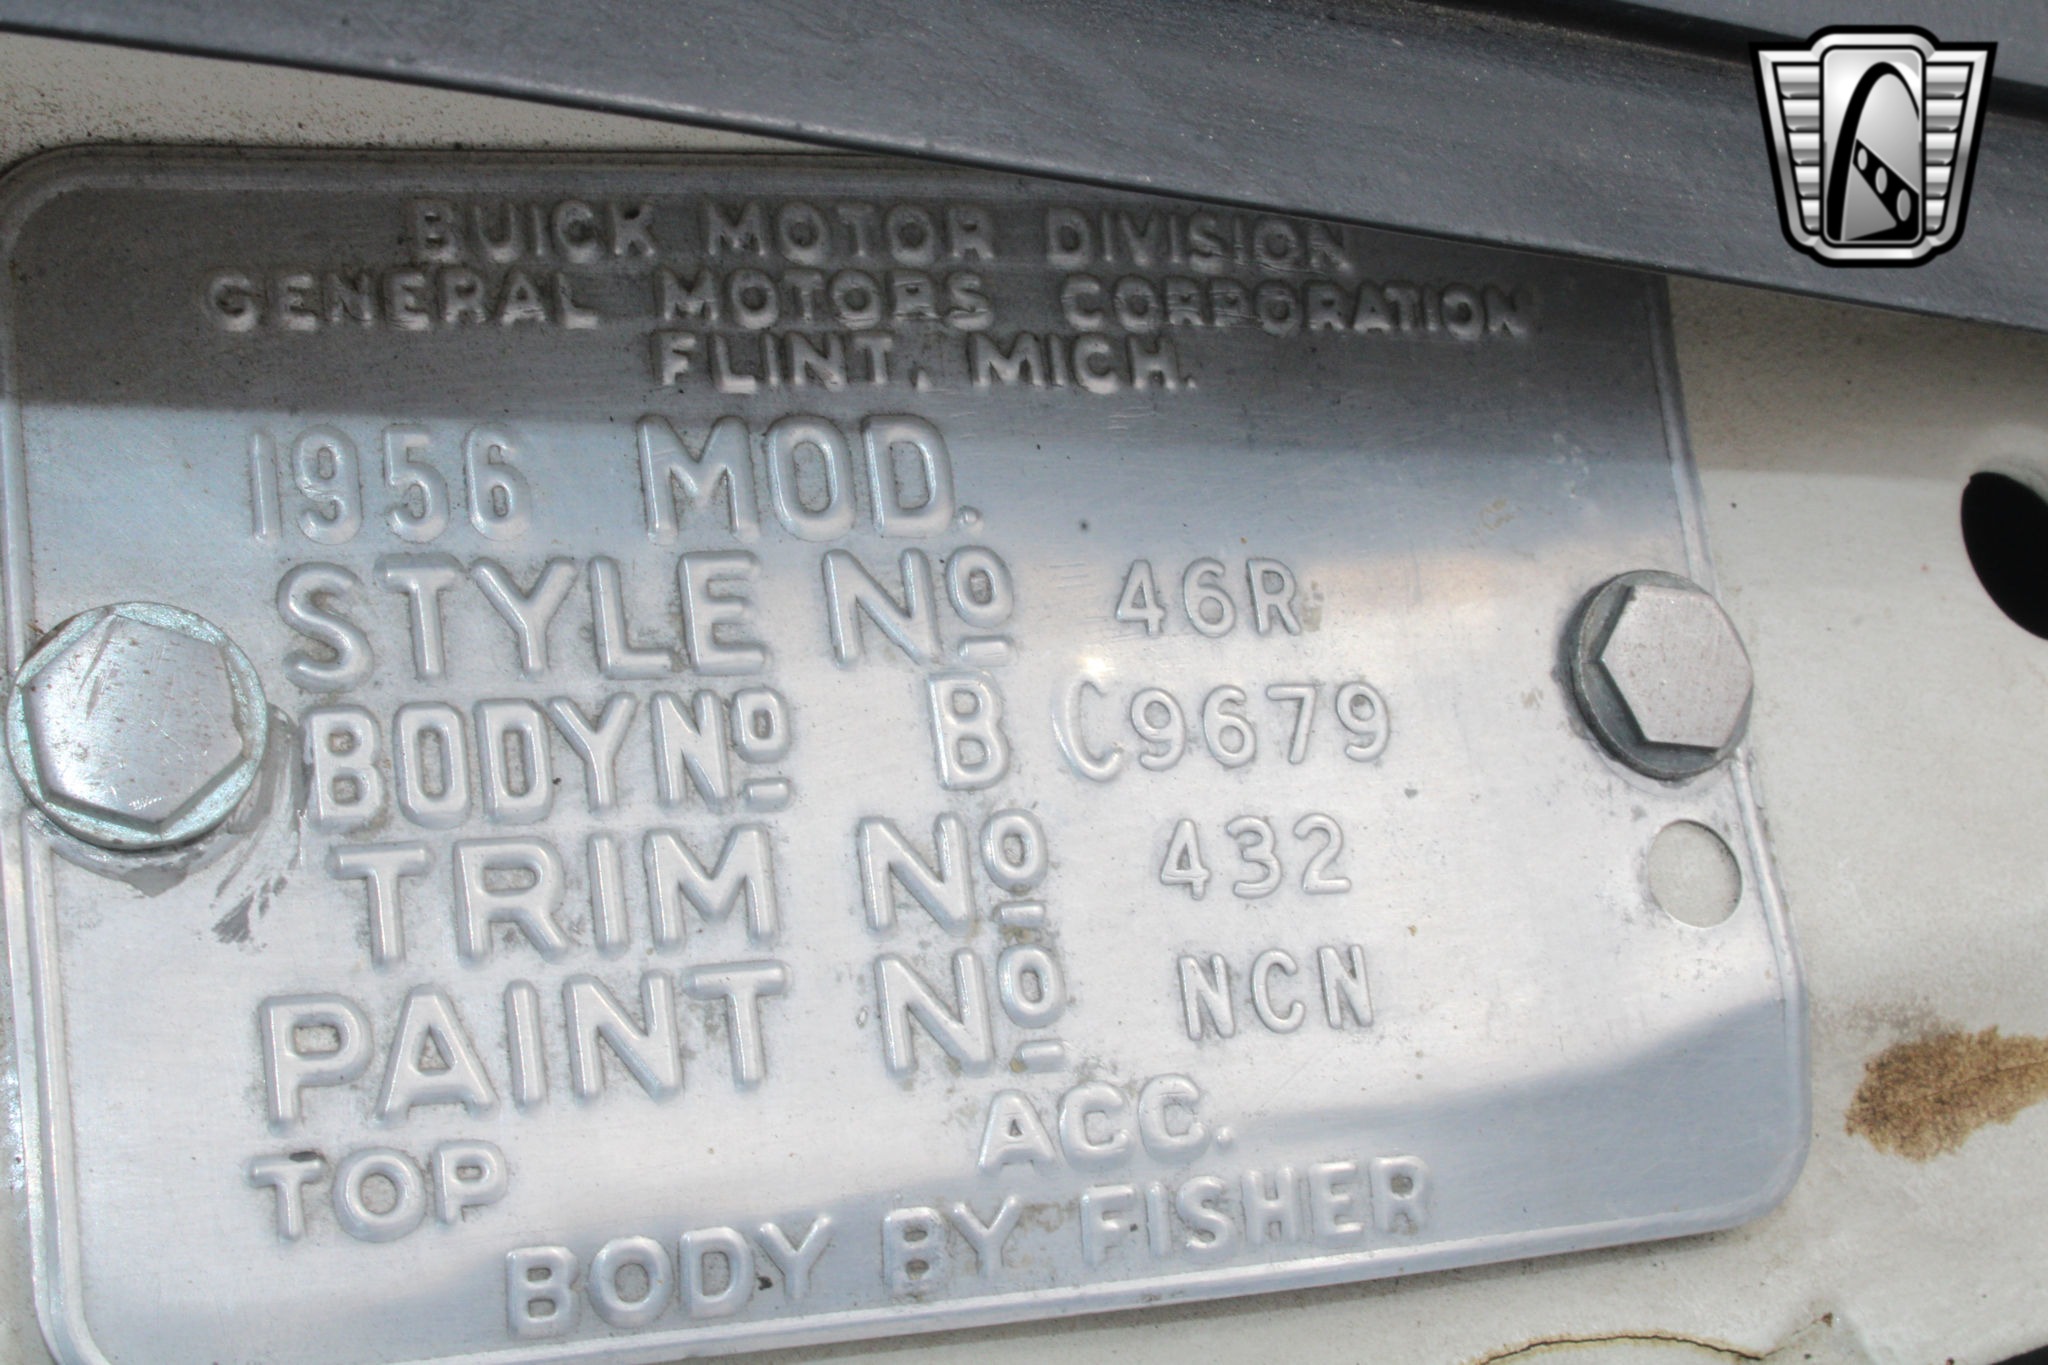 BUICK MOTOR DIVISION
GENERAL MOTORS CORPORATION
FLINT, MICH.
1956 MOD.
STYLE No 46R
BODY No B C9679
TRIM No 432
PAINT No NCN
TOP ACC.
BODY BY FISHER